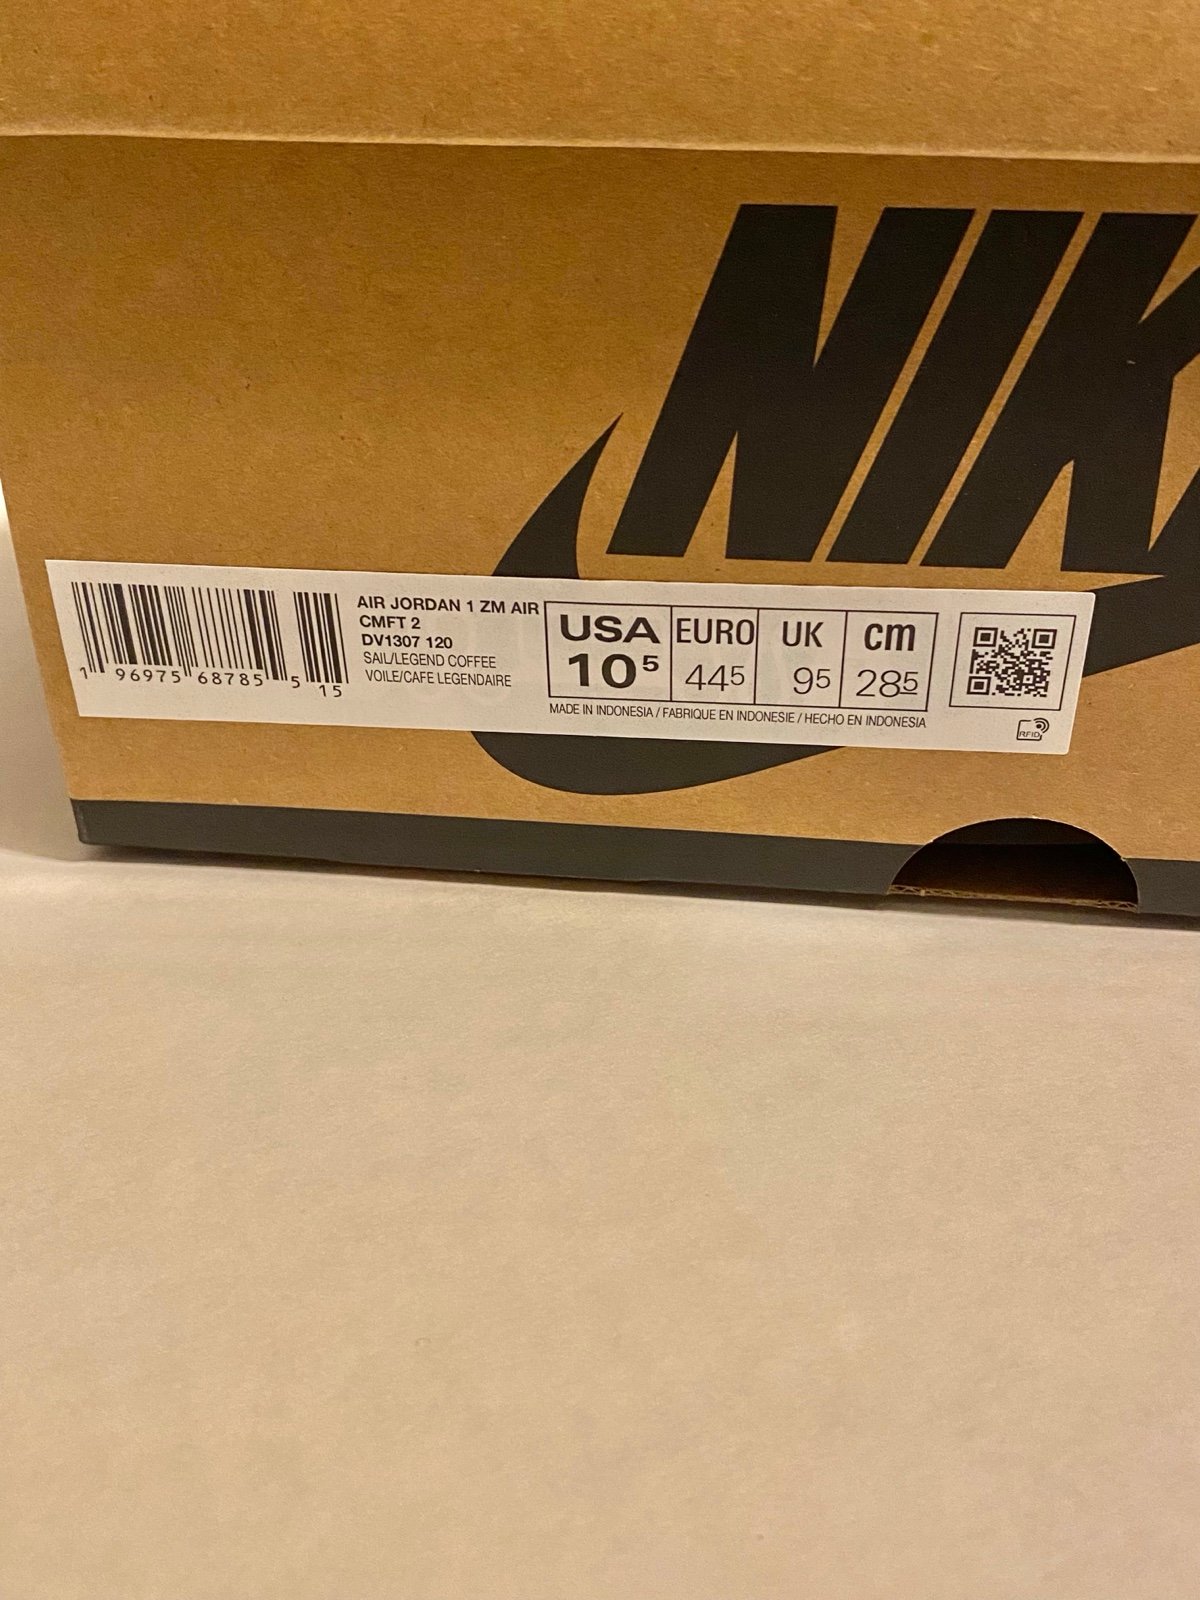 NIK
AIR JORDAN 1 ZM AIR
CMFT 2
DV1307 120
SAIL/LEGEND COFFEE
VOILE/CAFE LEGENDAIRE
1 96975 68785 5 15
USA EURO UK cm
10⁵ 44⁵ 9⁵ 28⁵
MADE IN INDONESIA / FABRIQUE EN INDONESIE / HECHO EN INDONESIA
RFID